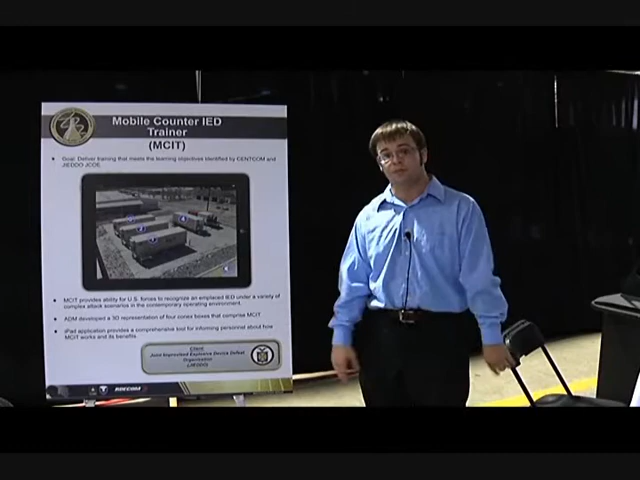 Mobile Counter IED
Trainer
(MCIT)
Goal: Deliver training that meets the learning objectives identified by CENTCOM and
JIEDDO JCOE.
MCIT provides ability for U.S. forces to recognize an emplaced IED under a variety of
complex attack scenarios in the contemporary operating environment.
ADM developed a 3D representation of four conex boxes that comprise MCIT
iPad application provides a comprehensive tool for informing personnel about how
MCIT works and its benefits.
Client:
Joint Improvised Explosive Device Defeat
Organization
(JIEDDO)
RDECOM